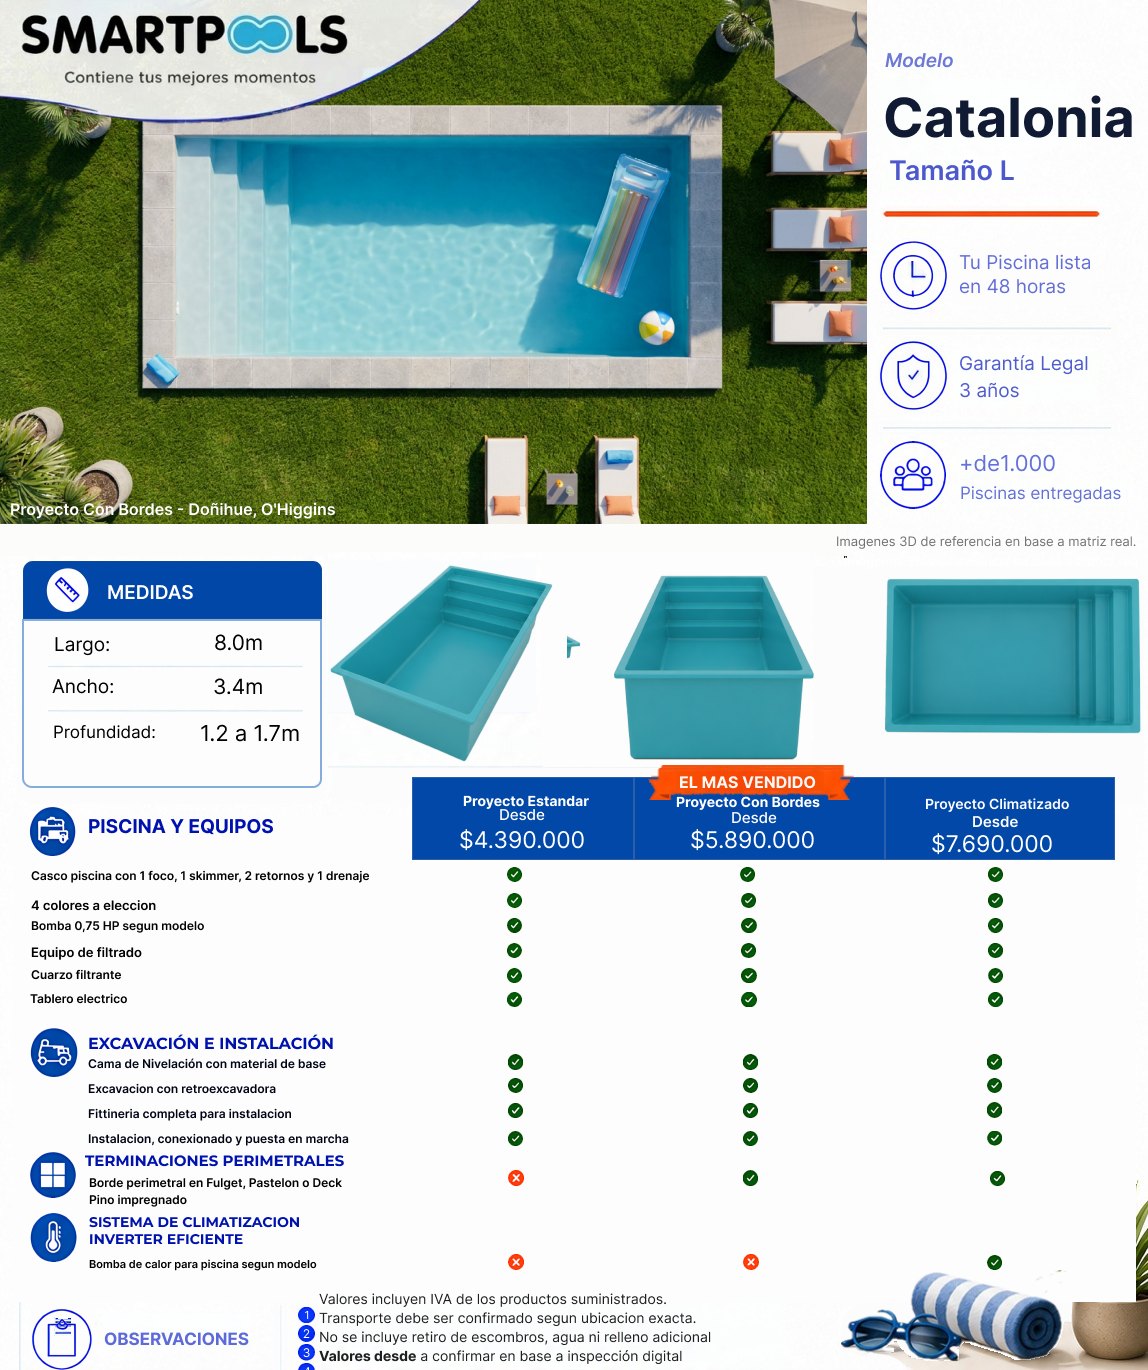 SMARTPOOLS
Contiene tus mejores momentos
Proyecto Con Bordes - Doñihue, O'Higgins
Modelo
Catalonia
Tamaño L
Tu Piscina lista
en 48 horas
Garantía Legal
3 años
+de1.000
Piscinas entregadas
Imagenes 3D de referencia en base a matriz real.
MEDIDAS
Largo: 8.0m
Ancho: 3.4m
Profundidad: 1.2 a 1.7m
EL MAS VENDIDO
Proyecto Estandar
Desde
$4.390.000
Proyecto Con Bordes
Desde
$5.890.000
Proyecto Climatizado
Desde
$7.690.000
PISCINA Y EQUIPOS
Casco piscina con 1 foco, 1 skimmer, 2 retornos y 1 drenaje
4 colores a eleccion
Bomba 0,75 HP segun modelo
Equipo de filtrado
Cuarzo filtrante
Tablero electrico
EXCAVACIÓN E INSTALACIÓN
Cama de Nivelación con material de base
Excavacion con retroexcavadora
Fittineria completa para instalacion
Instalacion, conexionado y puesta en marcha
TERMINACIONES PERIMETRALES
Borde perimetral en Fulget, Pastelon o Deck
Pino impregnado
SISTEMA DE CLIMATIZACION
INVERTER EFICIENTE
Bomba de calor para piscina segun modelo
OBSERVACIONES
Valores incluyen IVA de los productos suministrados.
1 Transporte debe ser confirmado segun ubicacion exacta.
2 No se incluye retiro de escombros, agua ni relleno adicional
3 Valores desde a confirmar en base a inspección digital